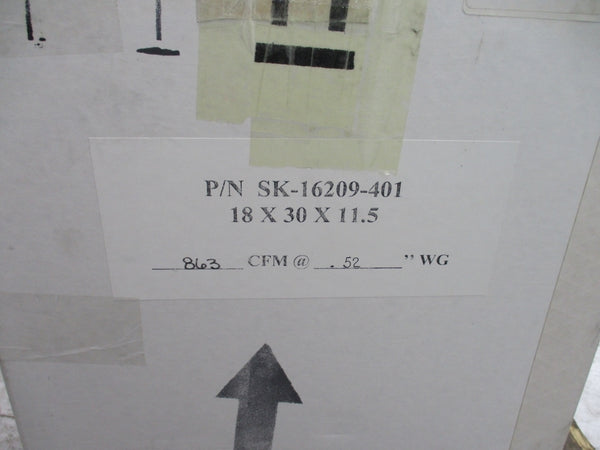 P/N SK-16209-401
18 X 30 X 11.5
863 CFM @ .52 " WG